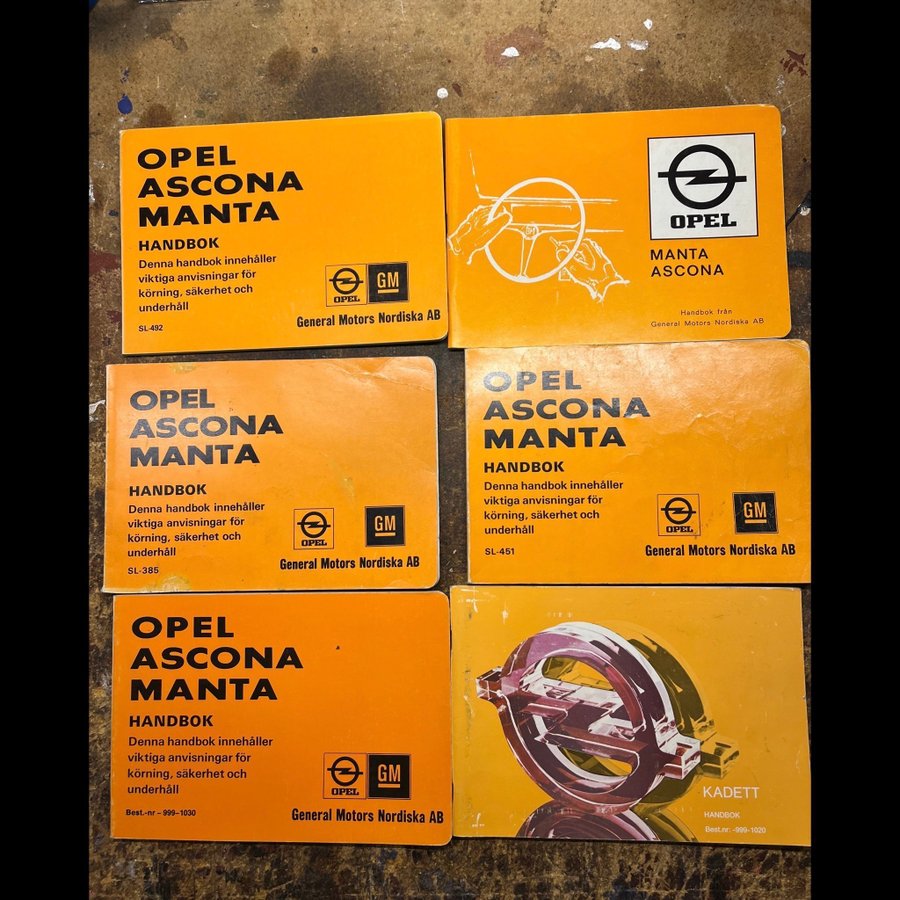 OPEL
ASCONA
MANTA
HANDBOK
Denna handbok innehåller
viktiga anvisningar för
körning, säkerhet och
underhåll
SL-492
OPEL
GM
General Motors Nordiska AB
OPEL
MANTA
ASCONA
Handbok från
General Motors Nordiska AB
OPEL
ASCONA
MANTA
HANDBOK
Denna handbok innehåller
viktiga anvisningar för
körning, säkerhet och
underhåll
SL-385
OPEL
GM
General Motors Nordiska AB
OPEL
ASCONA
MANTA
HANDBOK
Denna handbok innehåller
viktiga anvisningar för
körning, säkerhet och
underhåll
SL-451
OPEL
GM
General Motors Nordiska AB
OPEL
ASCONA
MANTA
HANDBOK
Denna handbok innehåller
viktiga anvisningar för
körning, säkerhet och
underhåll
Best.-nr – 999–1030
OPEL
GM
General Motors Nordiska AB
KADETT
HANDBOK
Best.nr: -999-1020